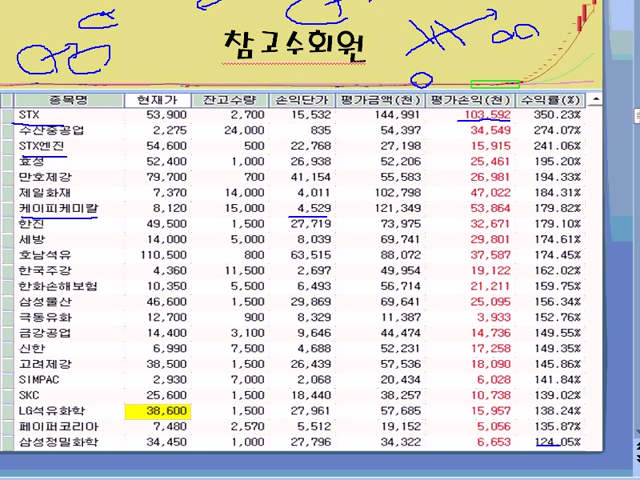 참고수회원
종목명 현재가 잔고수량 손익단가 평가금액(천) 평가손익(천) 수익률(%)
STX 53,900 2,700 15,532 144,991 103,592 350.23%
수산중공업 2,275 24,000 835 54,397 34,549 274.07%
STX엔진 54,600 500 22,768 27,198 15,915 241.06%
효성 52,400 1,000 26,938 52,206 25,461 195.20%
만호제강 79,700 700 41,154 55,583 26,981 194.33%
제일화재 7,370 14,000 4,011 102,798 47,022 184.31%
케이피케미칼 8,120 15,000 4,529 121,349 53,864 179.82%
한진 49,500 1,500 27,719 73,975 32,671 179.10%
세방 14,000 5,000 8,039 69,741 29,801 174.61%
호남석유 110,500 800 63,515 88,072 37,587 174.45%
한국주강 4,360 11,500 2,697 49,954 19,122 162.02%
한화손해보험 10,350 5,500 6,493 56,714 21,211 159.75%
삼성물산 46,600 1,500 29,869 69,641 25,095 156.34%
극동유화 12,700 900 8,329 11,387 3,933 152.76%
금강공업 14,400 3,100 9,646 44,474 14,736 149.55%
신한 6,990 7,500 4,688 52,231 17,258 149.35%
고려제강 38,500 1,500 26,439 57,536 18,090 145.86%
SIMPAC 2,930 7,000 2,068 20,434 6,028 141.84%
SKC 25,600 1,500 18,440 38,257 10,738 139.02%
LG석유화학 38,600 1,500 27,961 57,685 15,957 138.24%
페이퍼코리아 7,480 2,570 5,512 19,152 5,056 135.87%
삼성정밀화학 34,450 1,000 27,796 34,322 6,653 124.05%